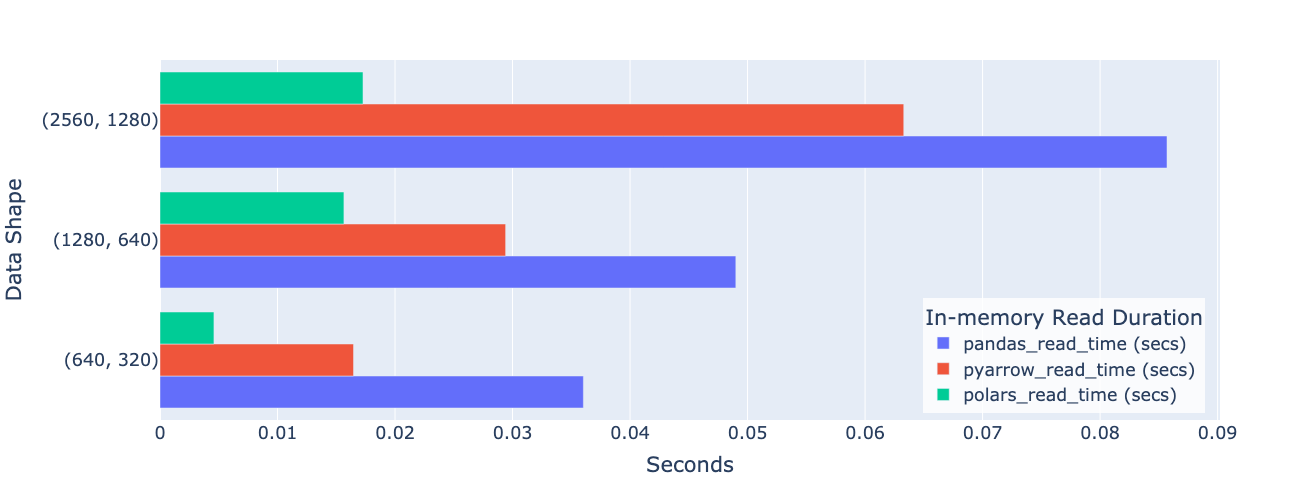 (2560, 1280)
(1280, 640)
(640, 320)
Data Shape
In-memory Read Duration
pandas_read_time (secs)
pyarrow_read_time (secs)
polars_read_time (secs)
0 0.01 0.02 0.03 0.04 0.05 0.06 0.07 0.08 0.09
Seconds